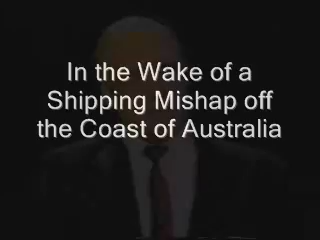 In the Wake of a
Shipping Mishap off
the Coast of Australia